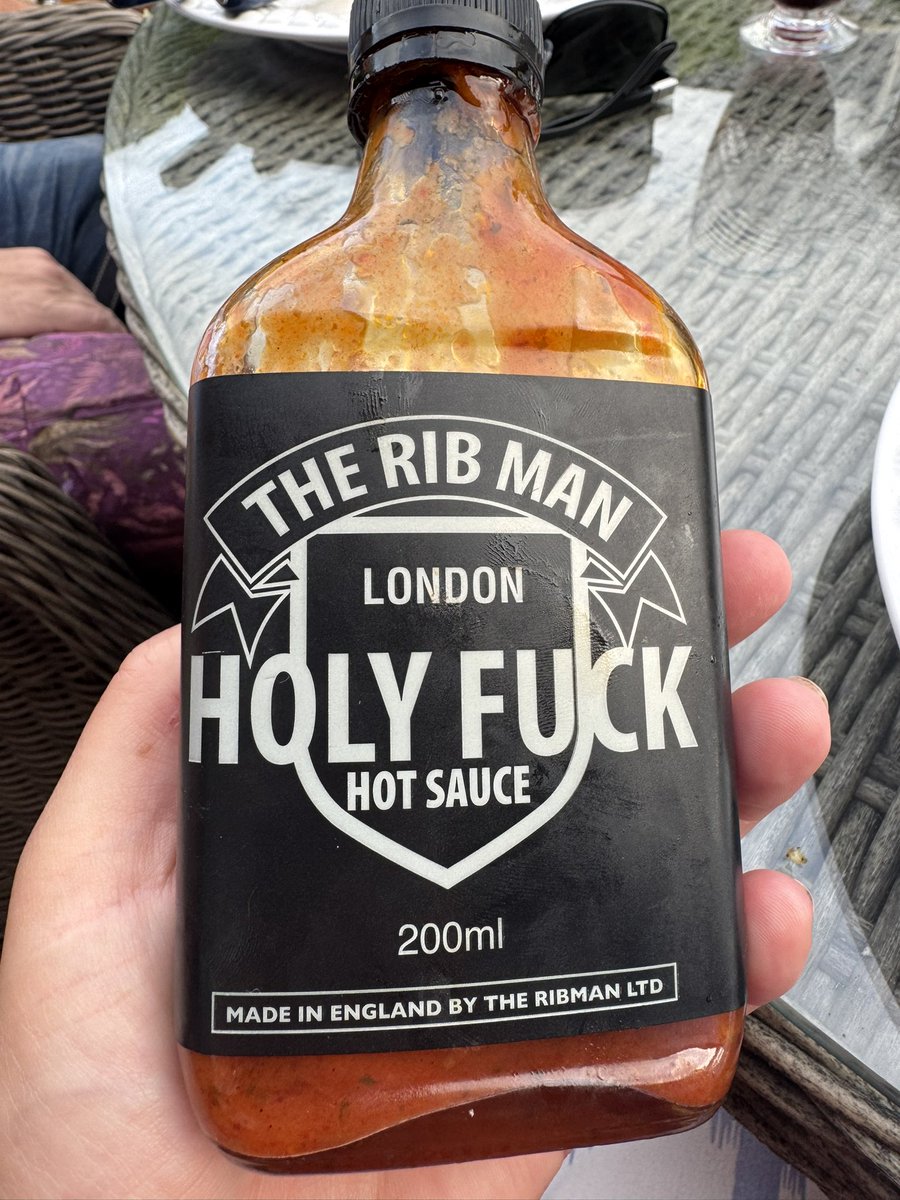 THE RIB MAN
LONDON
HOLY FUCK
HOT SAUCE
200ml
MADE IN ENGLAND BY THE RIBMAN LTD